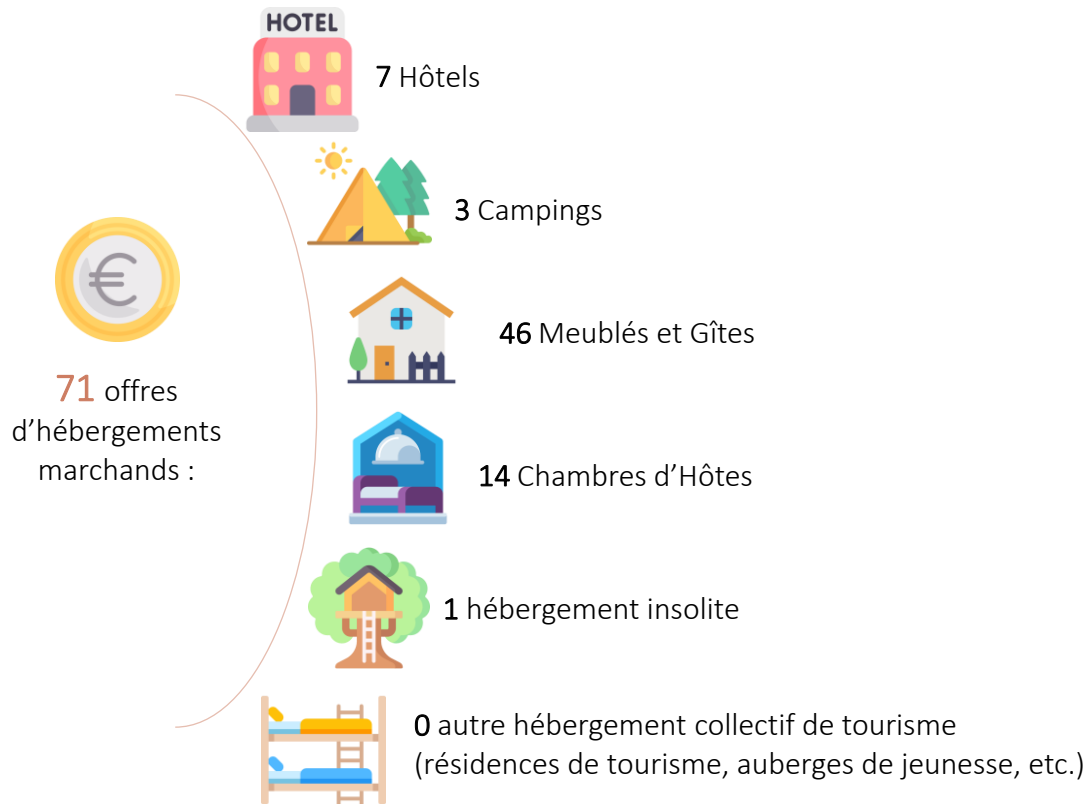 HOTEL
7 Hôtels
3 Campings
€
71 offres
d’hébergements
marchands :
46 Meublés et Gîtes
14 Chambres d’Hôtes
1 hébergement insolite
0 autre hébergement collectif de tourisme
(résidences de tourisme, auberges de jeunesse, etc.)